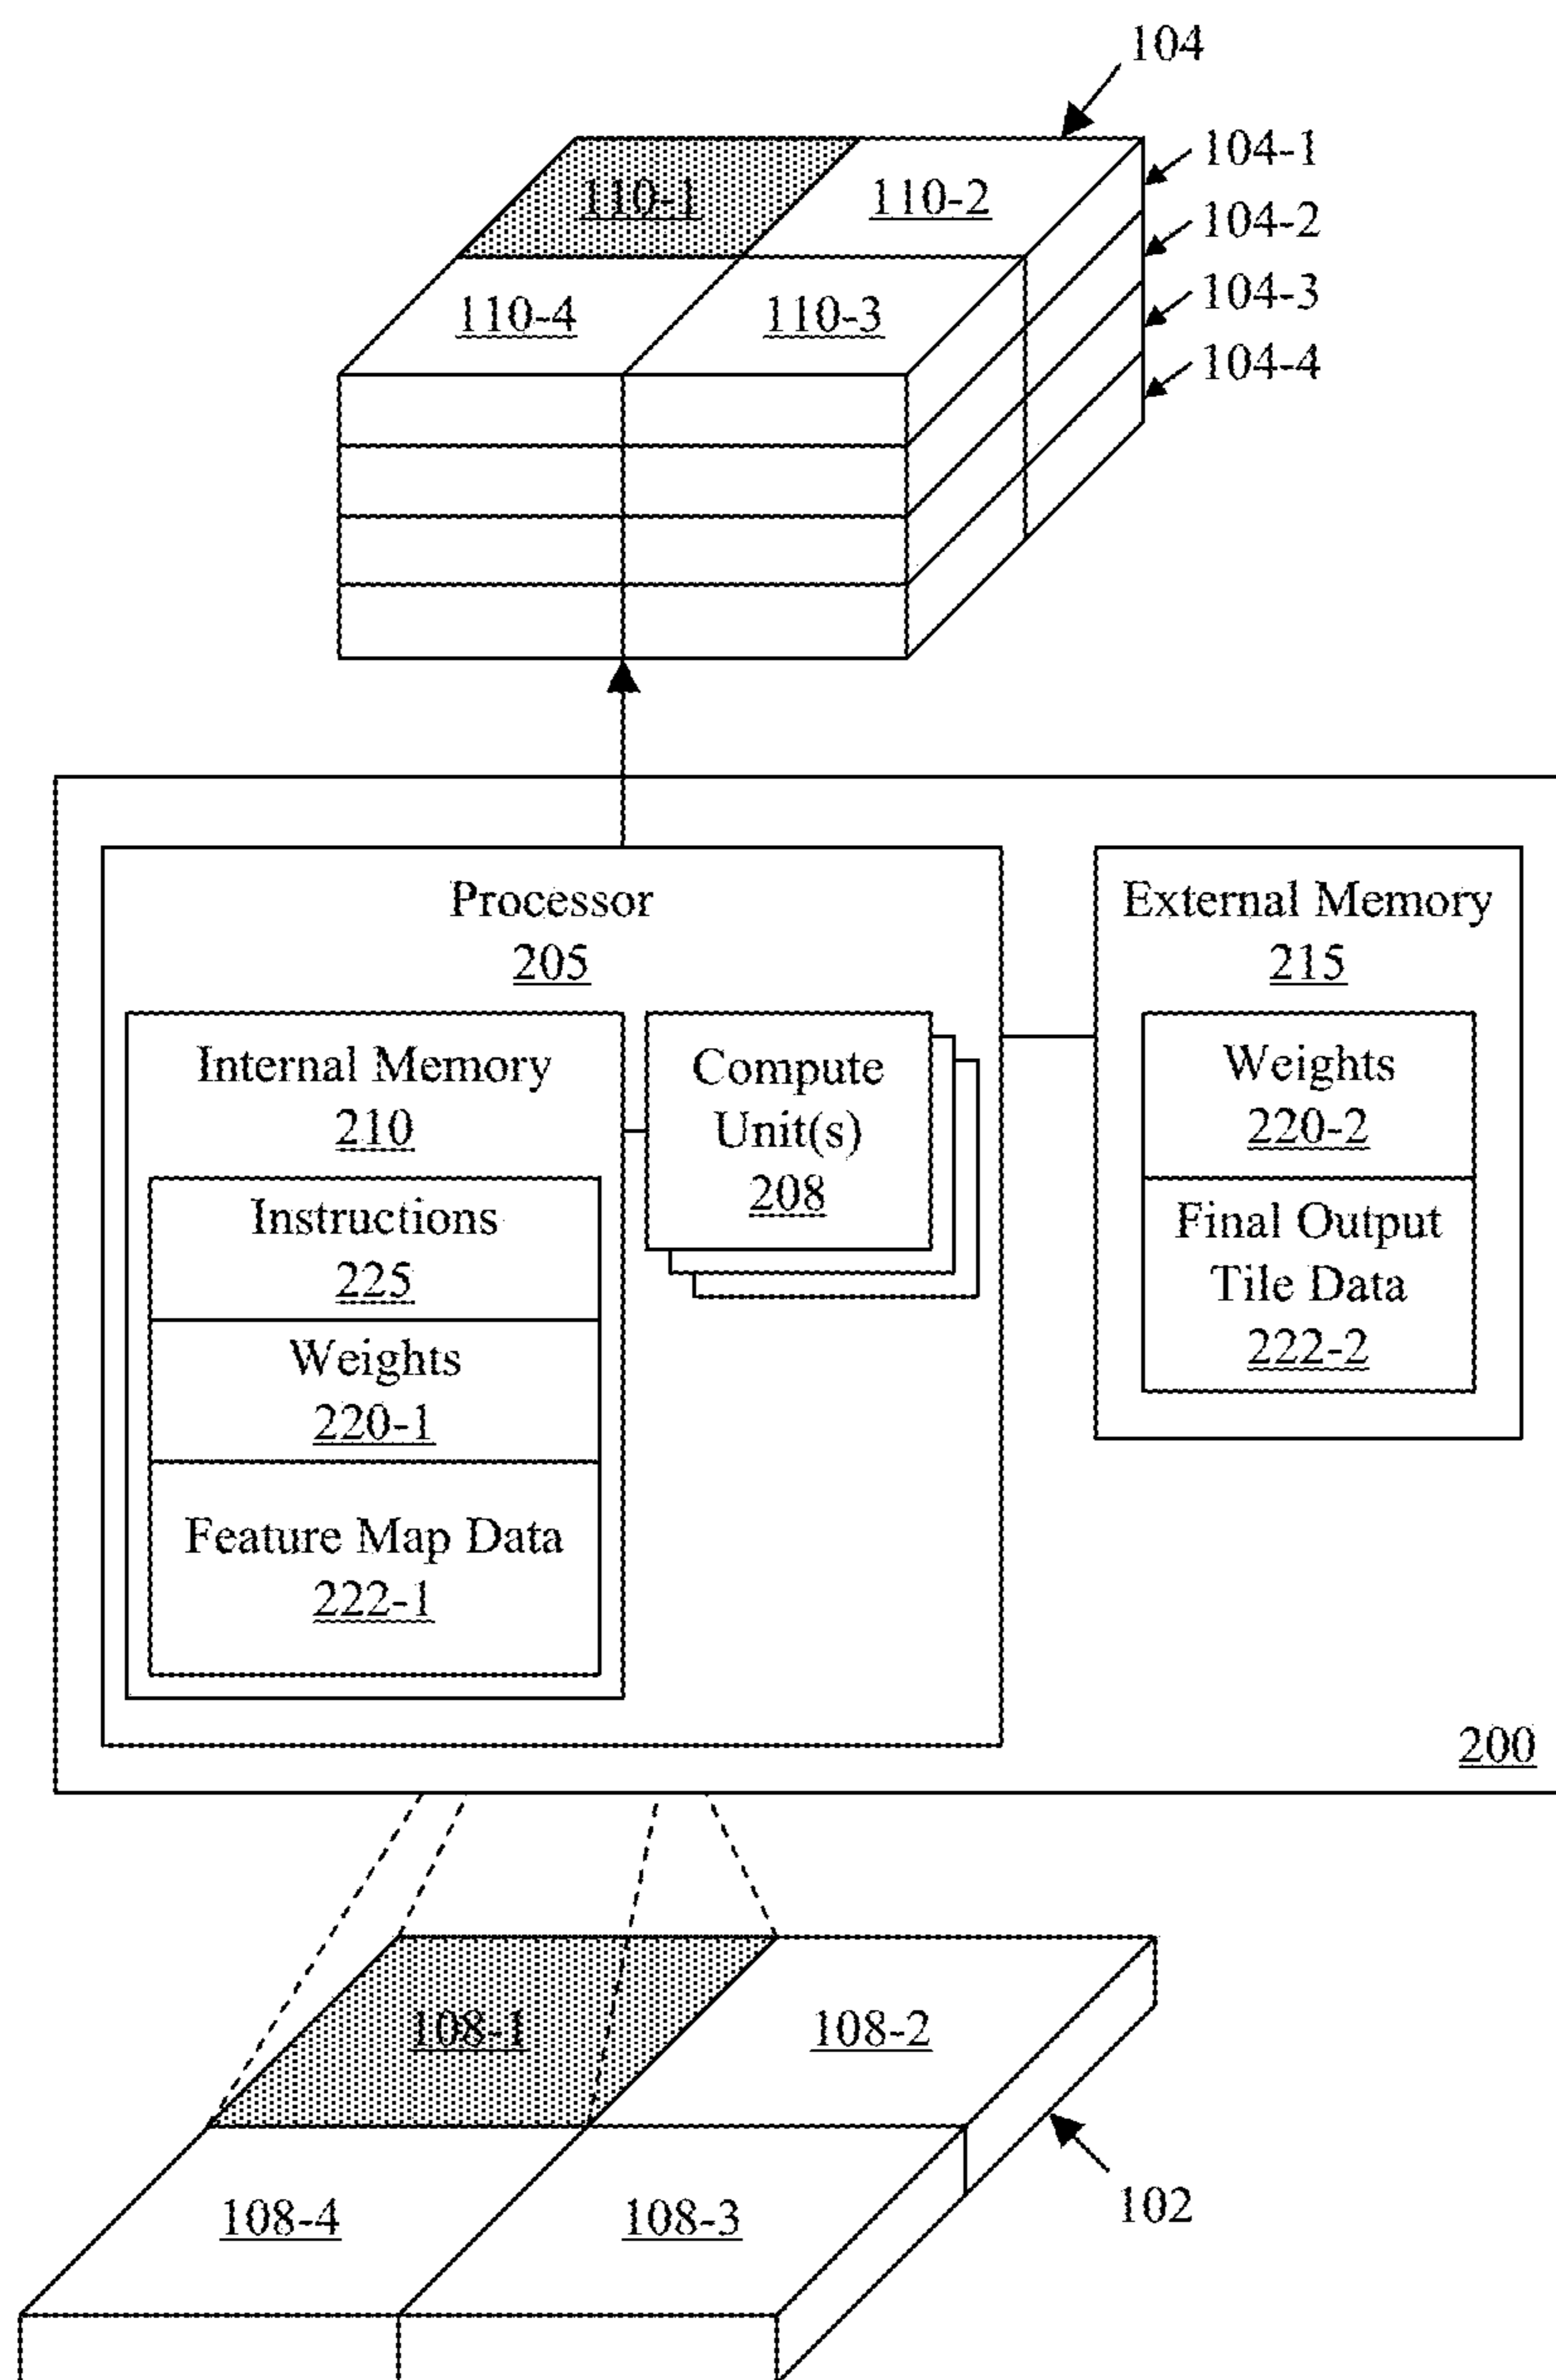 104
104-1
110-1
110-2
104-2
104-3
110-4
110-3
104-4
Processor
205
External Memory
215
Internal Memory
210
Compute
Unit(s)
208
Weights
220-2
Instructions
225
Final Output
Tile Data
222-2
Weights
220-1
Feature Map Data
222-1
200
108-1
108-2
102
108-4
108-3